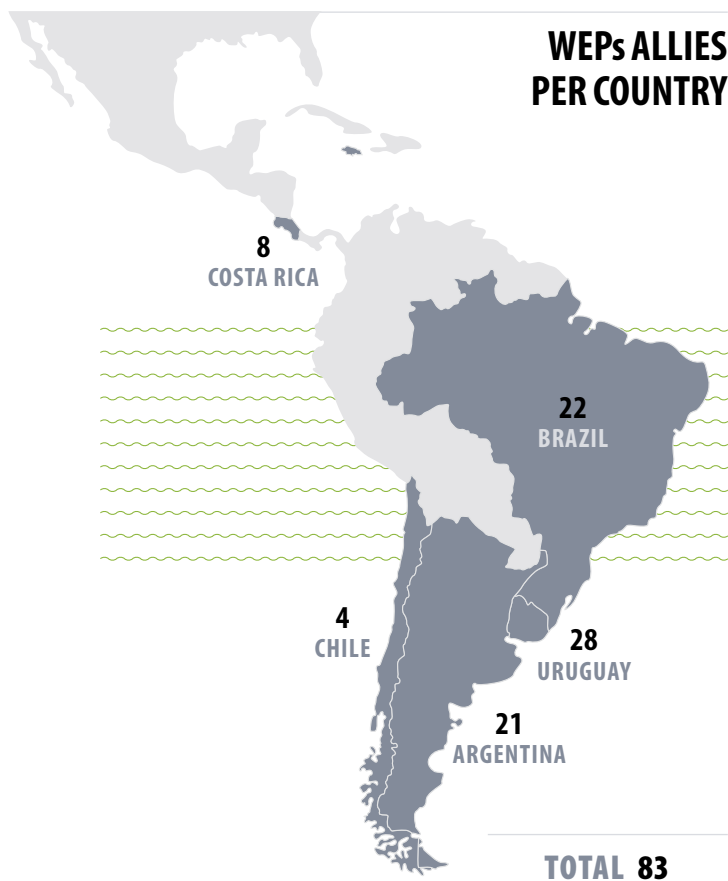 WEPs ALLIES
PER COUNTRY
8
COSTA RICA
22
BRAZIL
4
CHILE
28
URUGUAY
21
ARGENTINA
TOTAL 83